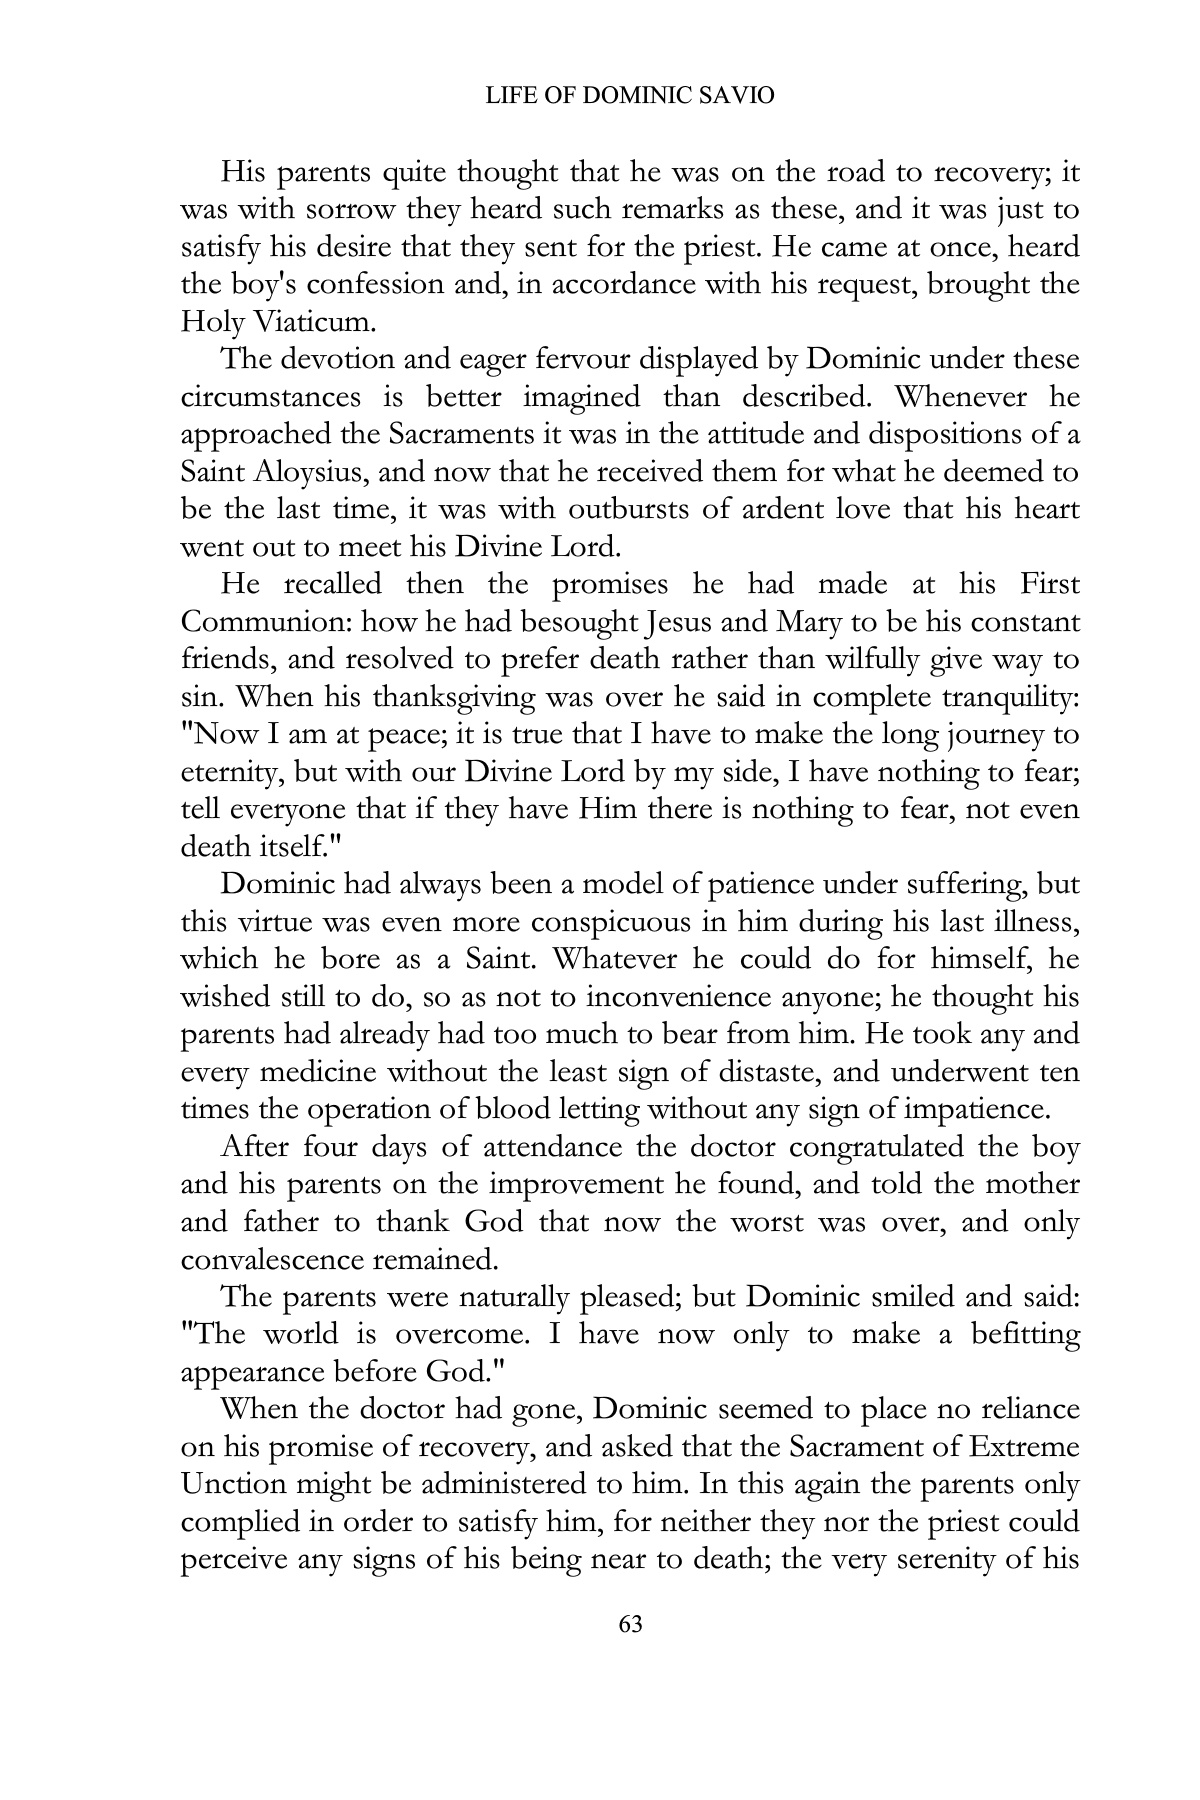 LIFE OF DOMINIC SAVIO
His parents quite thought that he was on the road to recovery; it
was with sorrow they heard such remarks as these, and it was just to
satisfy his desire that they sent for the priest. He came at once, heard
the boy's confession and, in accordance with his request, brought the
Holy Viaticum.
The devotion and eager fervour displayed by Dominic under these
circumstances is better imagined than described. Whenever he
approached the Sacraments it was in the attitude and dispositions of a
Saint Aloysius, and now that he received them for what he deemed to
be the last time, it was with outbursts of ardent love that his heart
went out to meet his Divine Lord.
He recalled then the promises he had made at his First
Communion: how he had besought Jesus and Mary to be his constant
friends, and resolved to prefer death rather than wilfully give way to
sin. When his thanksgiving was over he said in complete tranquility:
"Now I am at peace; it is true that I have to make the long journey to
eternity, but with our Divine Lord by my side, I have nothing to fear;
tell everyone that if they have Him there is nothing to fear, not even
death itself."
Dominic had always been a model of patience under suffering, but
this virtue was even more conspicuous in him during his last illness,
which he bore as a Saint. Whatever he could do for himself, he
wished still to do, so as not to inconvenience anyone; he thought his
parents had already had too much to bear from him. He took any and
every medicine without the least sign of distaste, and underwent ten
times the operation of blood letting without any sign of impatience.
After four days of attendance the doctor congratulated the boy
and his parents on the improvement he found, and told the mother
and father to thank God that now the worst was over, and only
convalescence remained.
The parents were naturally pleased; but Dominic smiled and said:
"The world is overcome. I have now only to make a befitting
appearance before God."
When the doctor had gone, Dominic seemed to place no reliance
on his promise of recovery, and asked that the Sacrament of Extreme
Unction might be administered to him. In this again the parents only
complied in order to satisfy him, for neither they nor the priest could
perceive any signs of his being near to death; the very serenity of his
63